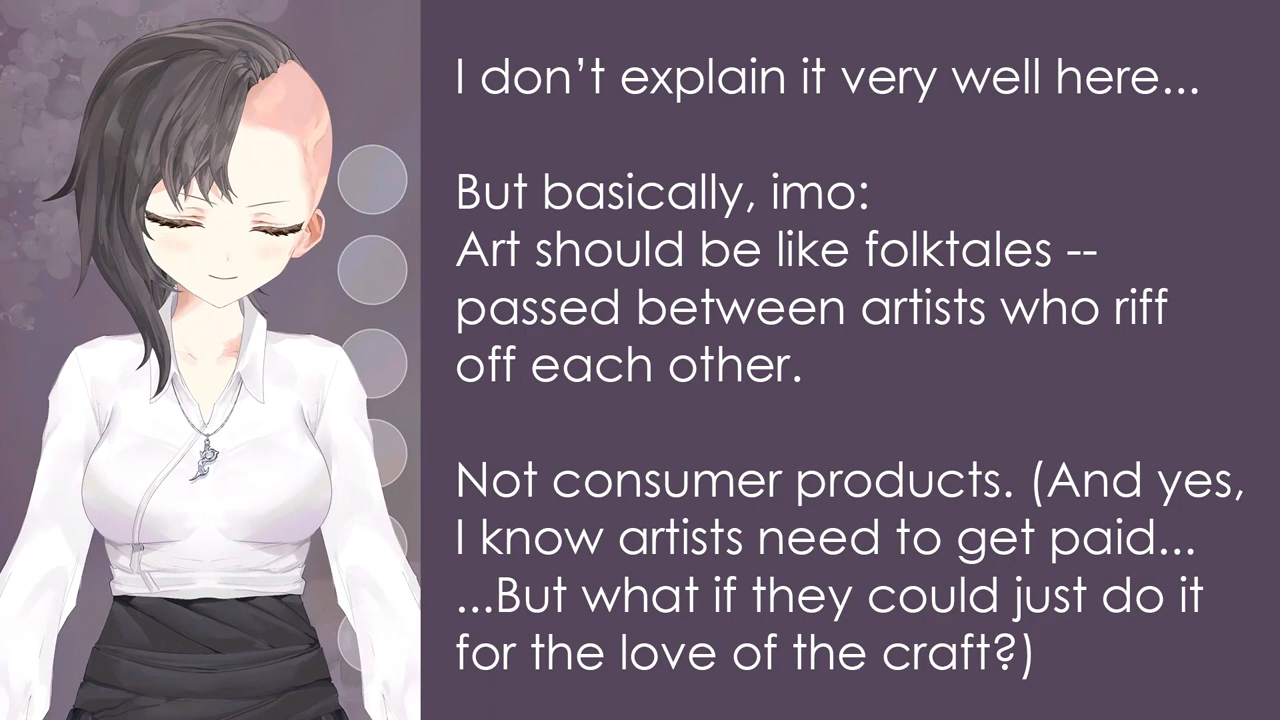 I don’t explain it very well here...
But basically, imo:
Art should be like folktales --
passed between artists who riff
off each other.
Not consumer products. (And yes,
I know artists need to get paid...
...But what if they could just do it
for the love of the craft?)